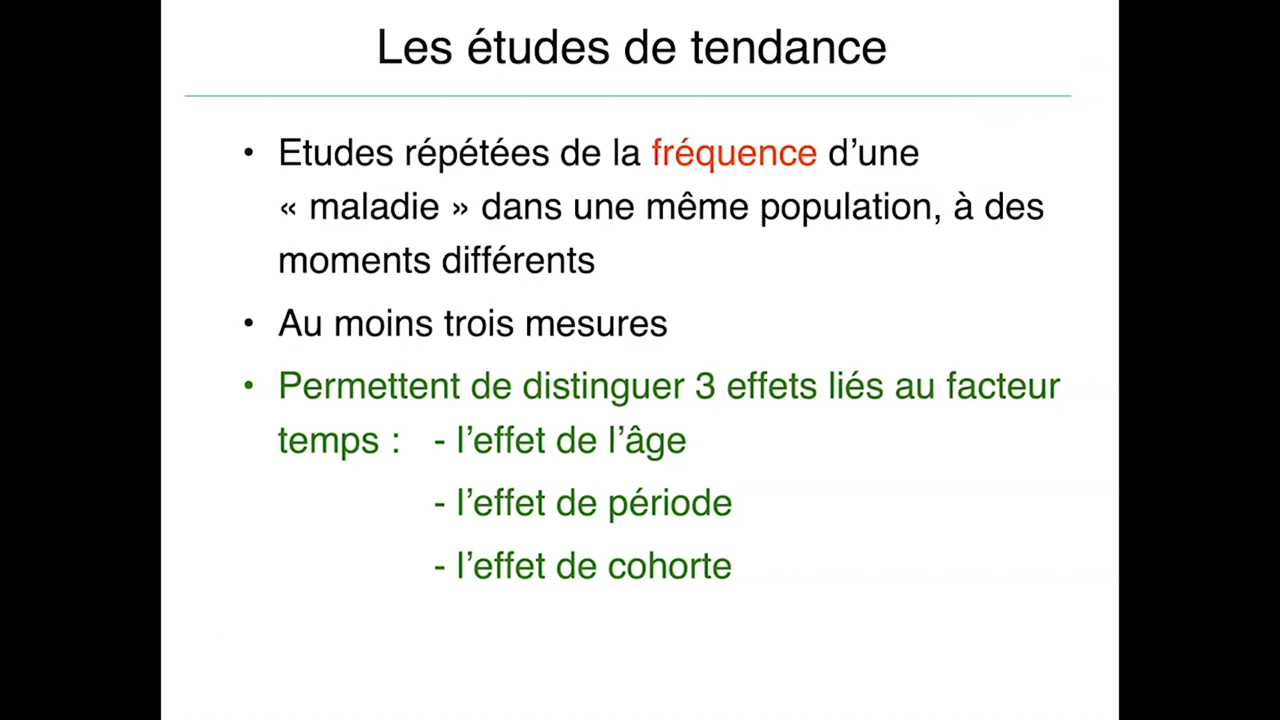 Les études de tendance
• Etudes répétées de la fréquence d’une
« maladie » dans une même population, à des
moments différents
• Au moins trois mesures
• Permettent de distinguer 3 effets liés au facteur
temps : - l’effet de l’âge
- l’effet de période
- l’effet de cohorte